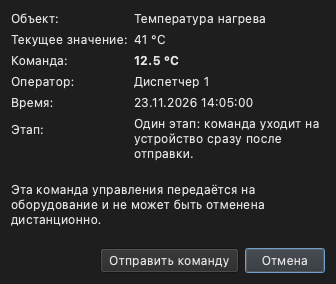 Объект: Температура нагрева
Текущее значение: 41 °C
Команда: 12.5 °C
Оператор: Диспетчер 1
Время: 23.11.2026 14:05:00
Этап: Один этап: команда уходит на
устройство сразу после
отправки.
Эта команда управления передаётся на
оборудование и не может быть отменена
дистанционно.
Отправить команду Отмена